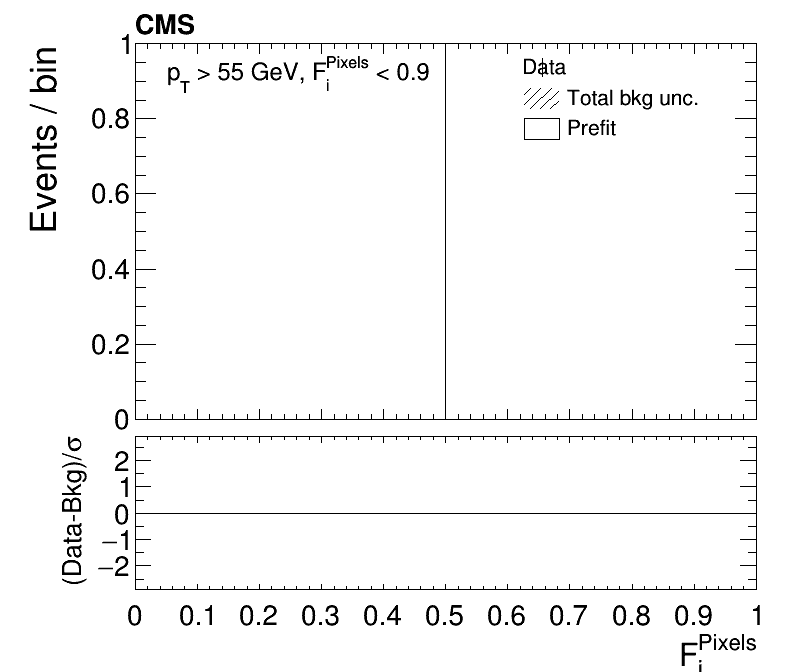 CMS
Events / bin
1
0.8
0.6
0.4
0.2
0
p_T > 55 GeV, F_i^Pixels < 0.9
Data
Total bkg unc.
Prefit
(Data-Bkg)/σ
2
1
0
−1
−2
0 0.1 0.2 0.3 0.4 0.5 0.6 0.7 0.8 0.9 1
F_i^Pixels